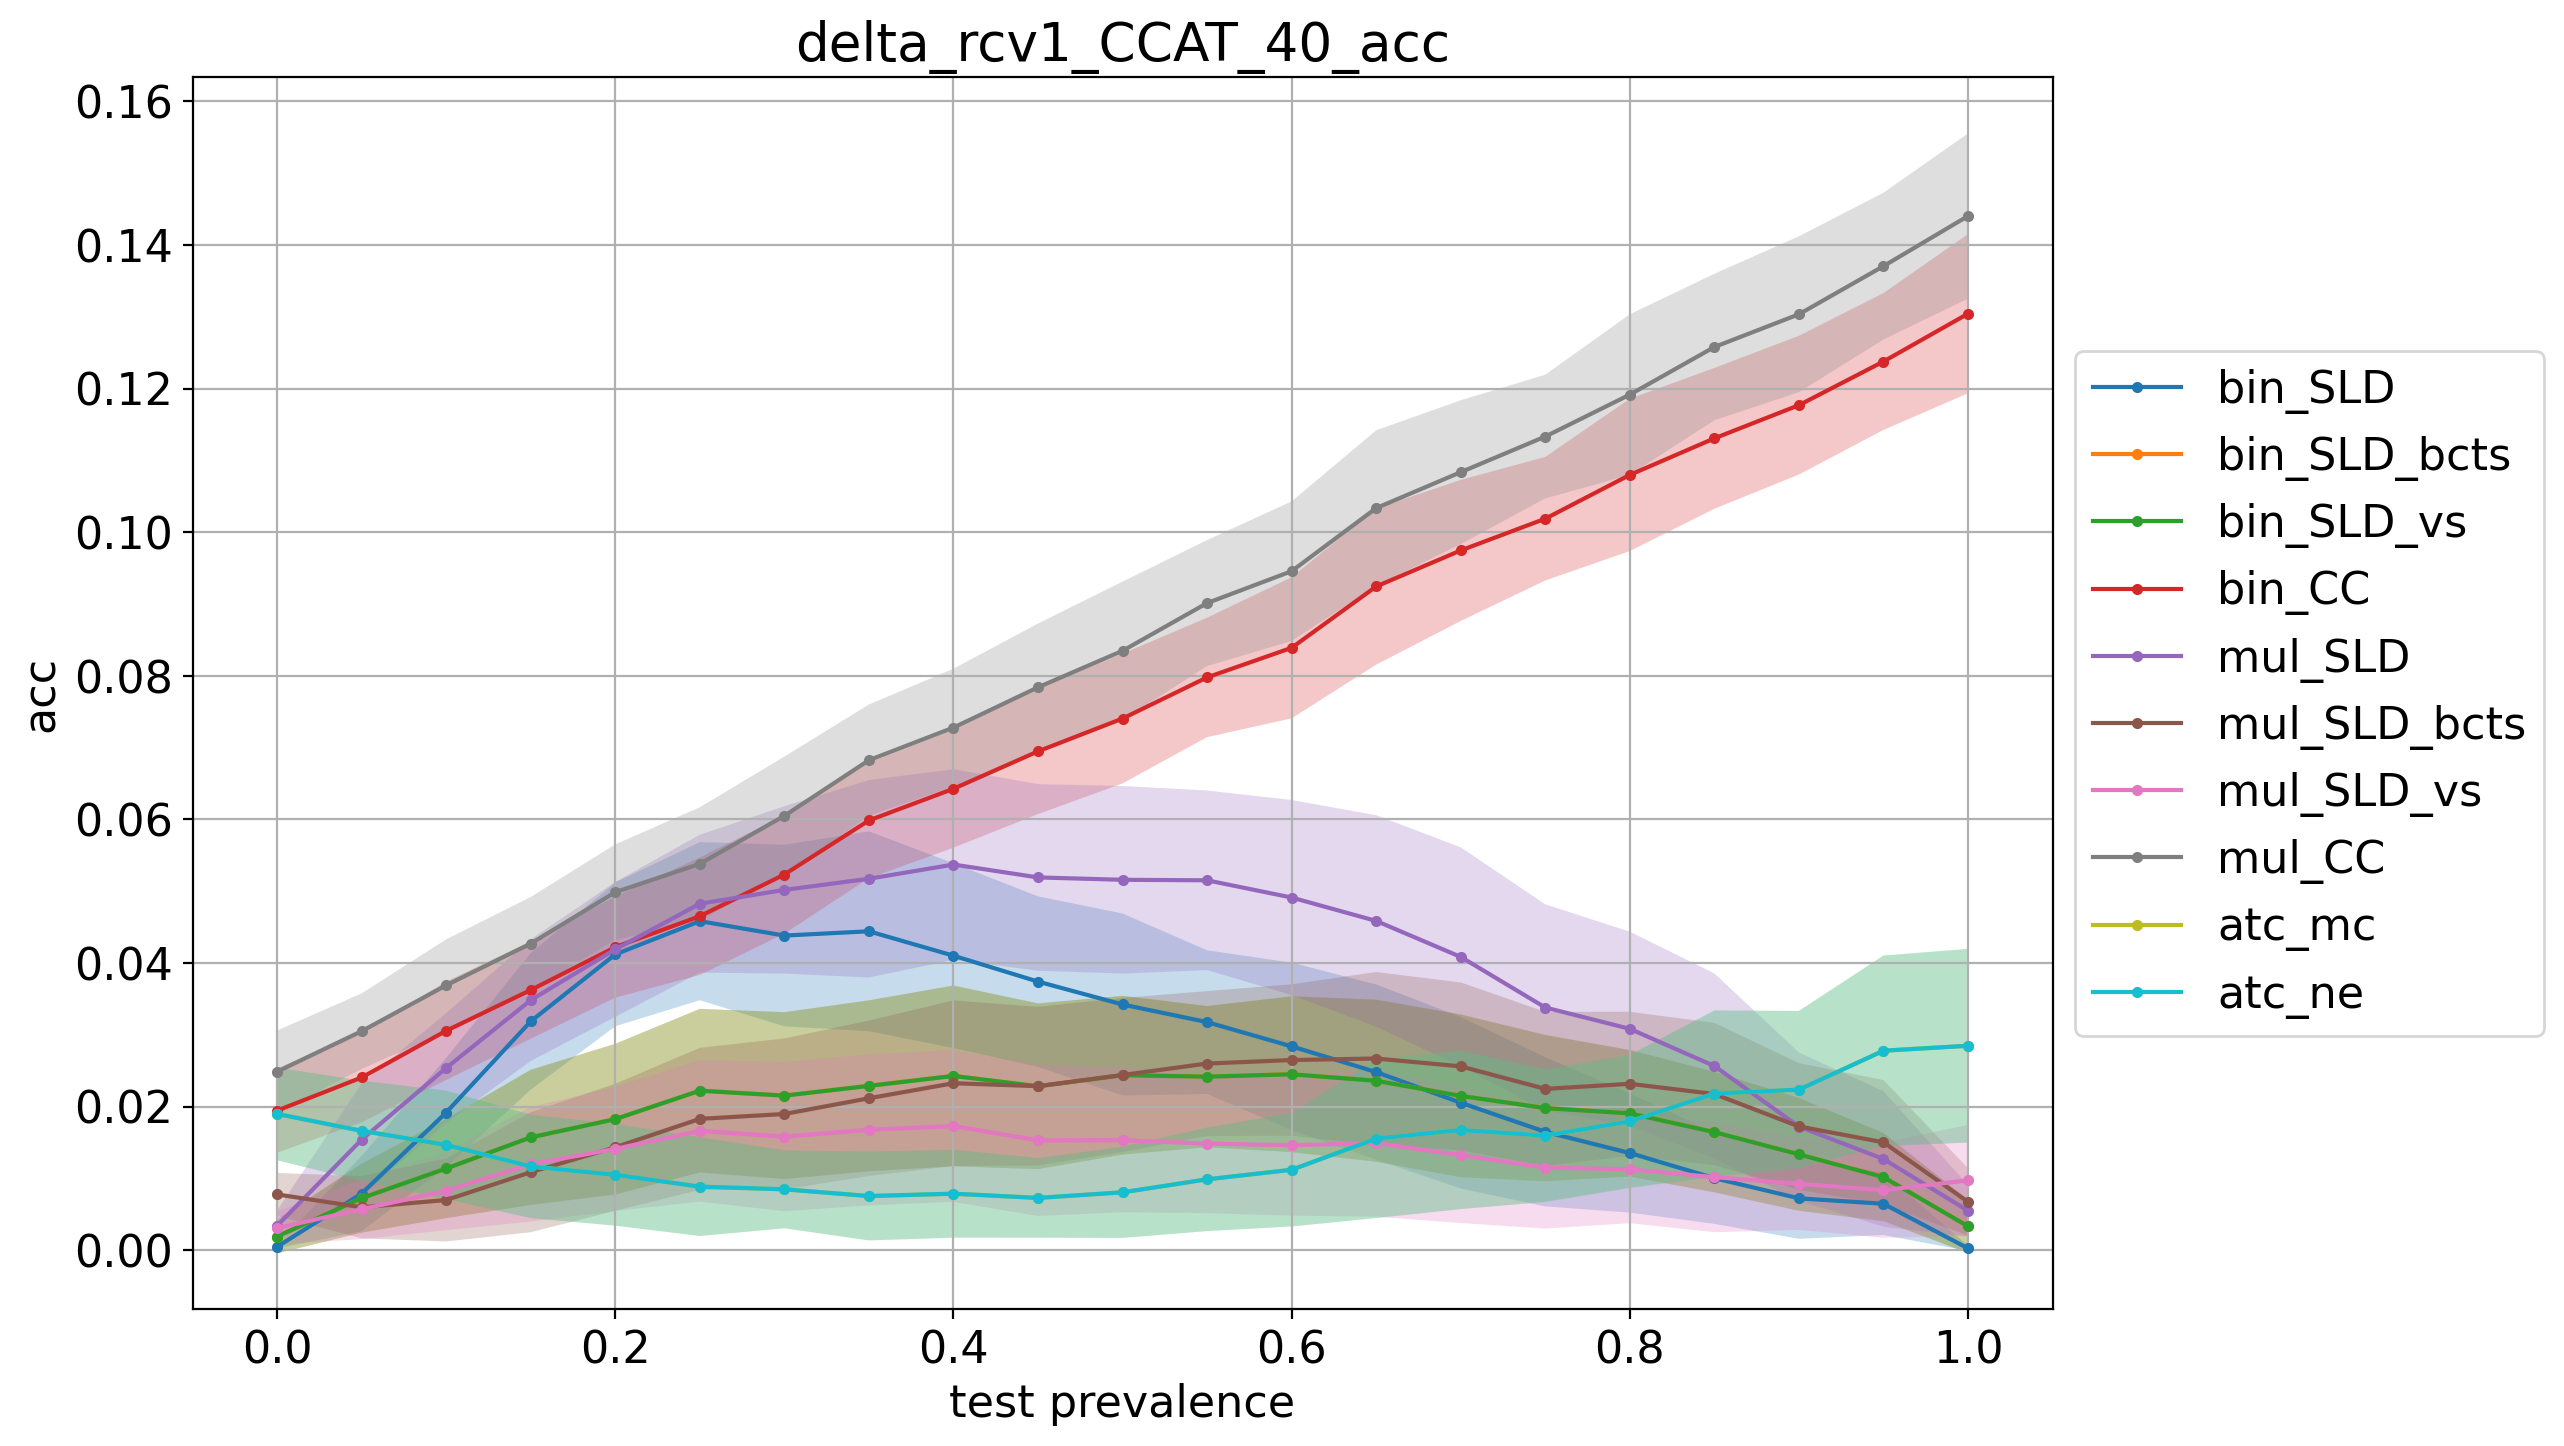 delta_rcv1_CCAT_40_acc
0.16
0.14
0.12
0.10
0.08
0.06
0.04
0.02
0.00
acc
0.0 0.2 0.4 0.6 0.8 1.0
test prevalence
bin_SLD
bin_SLD_bcts
bin_SLD_vs
bin_CC
mul_SLD
mul_SLD_bcts
mul_SLD_vs
mul_CC
atc_mc
atc_ne